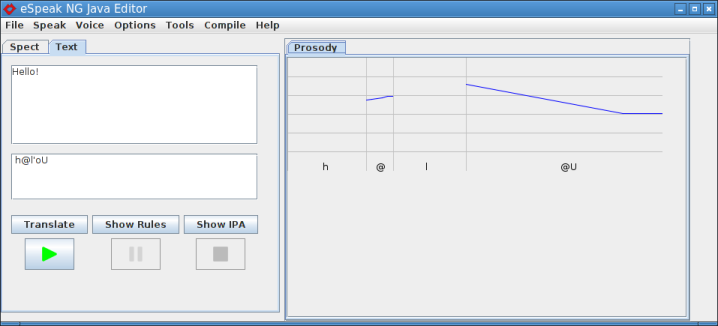 eSpeak NG Java Editor
File Speak Voice Options Tools Compile Help
Spect Text
Hello!
h@l'oU
Translate Show Rules Show IPA
Prosody
h @ l @U